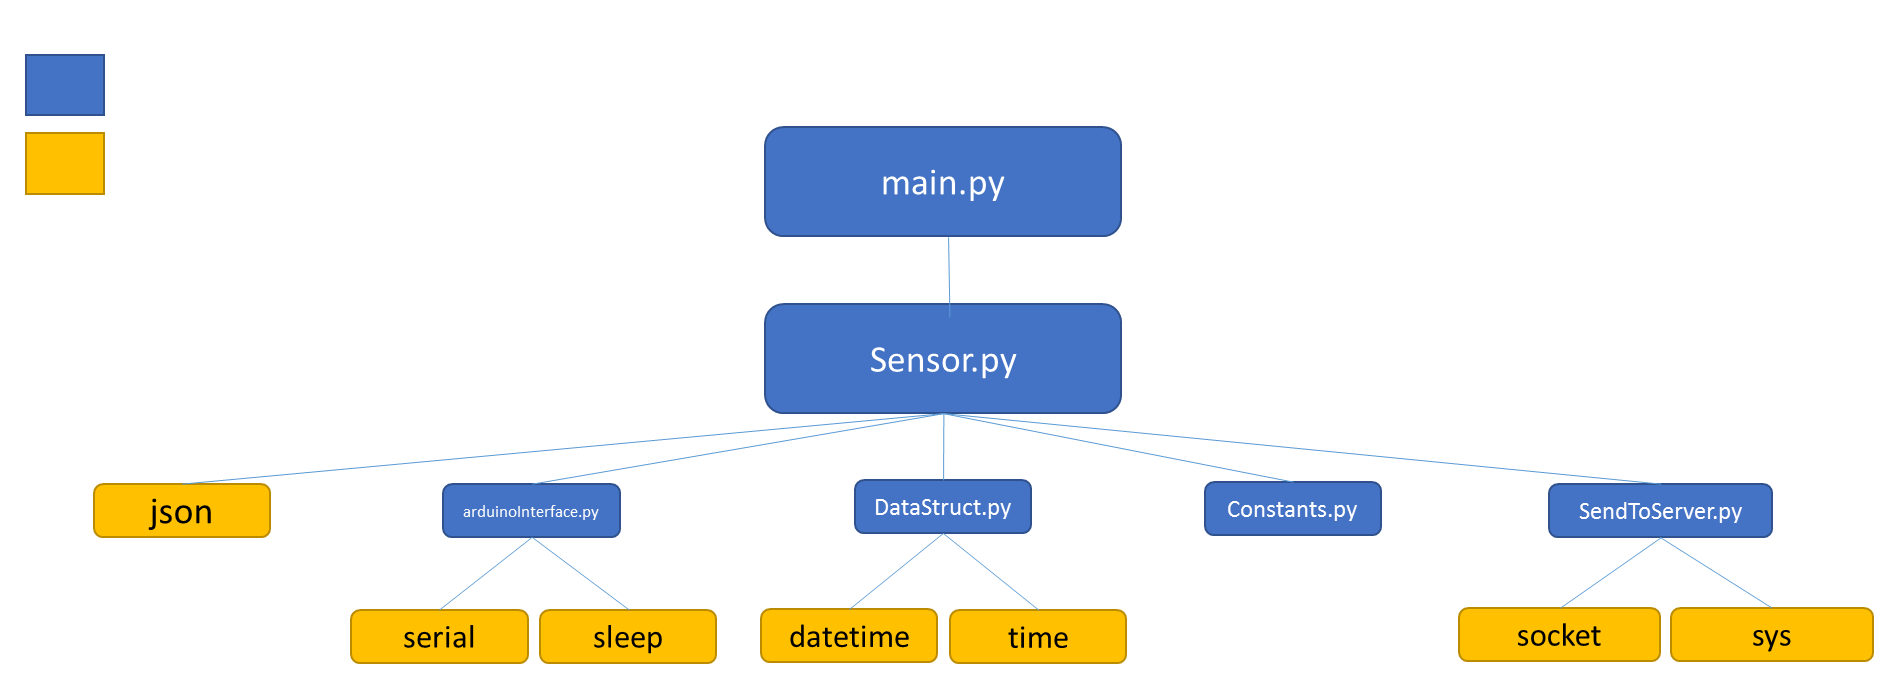 main.py
Sensor.py
json
arduinoInterface.py
DataStruct.py
Constants.py
SendToServer.py
serial
sleep
datetime
time
socket
sys